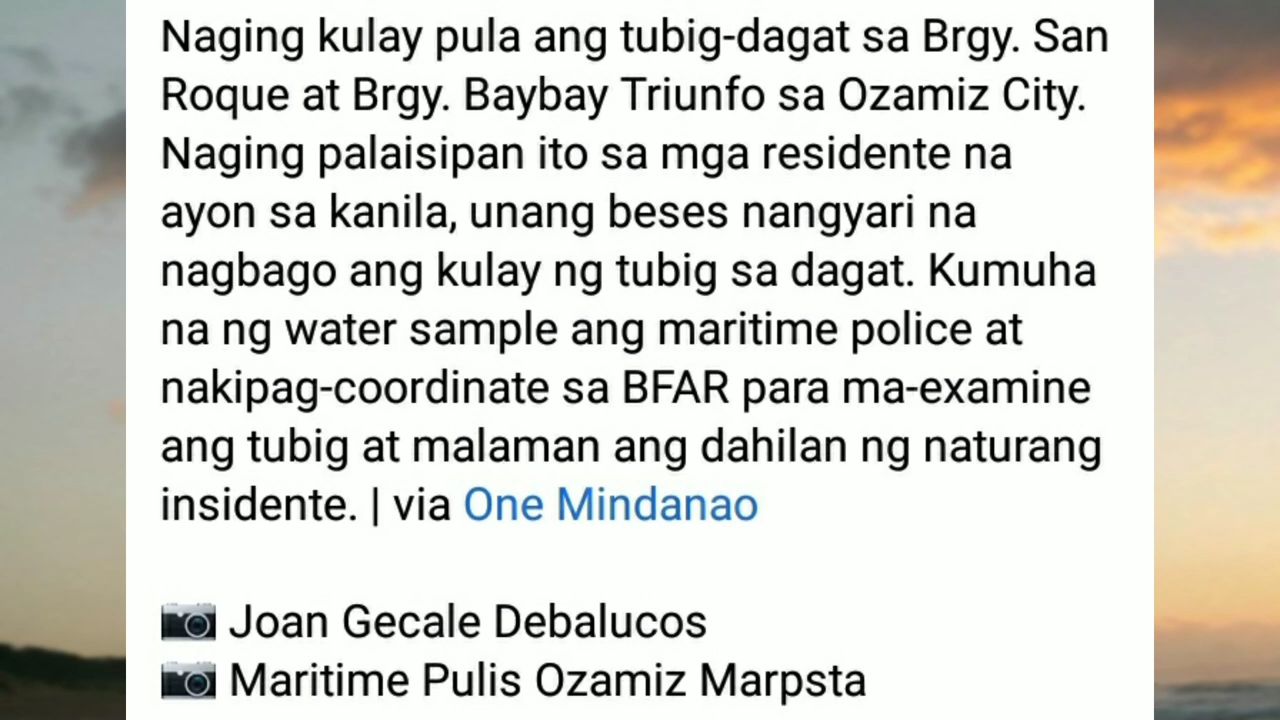 Naging kulay pula ang tubig-dagat sa Brgy. San
Roque at Brgy. Baybay Triunfo sa Ozamiz City.
Naging palaisipan ito sa mga residente na
ayon sa kanila, unang beses nangyari na
nagbago ang kulay ng tubig sa dagat. Kumuha
na ng water sample ang maritime police at
nakipag-coordinate sa BFAR para ma-examine
ang tubig at malaman ang dahilan ng naturang
insidente. | via One Mindanao
📷 Joan Gecale Debalucos
📷 Maritime Pulis Ozamiz Marpsta